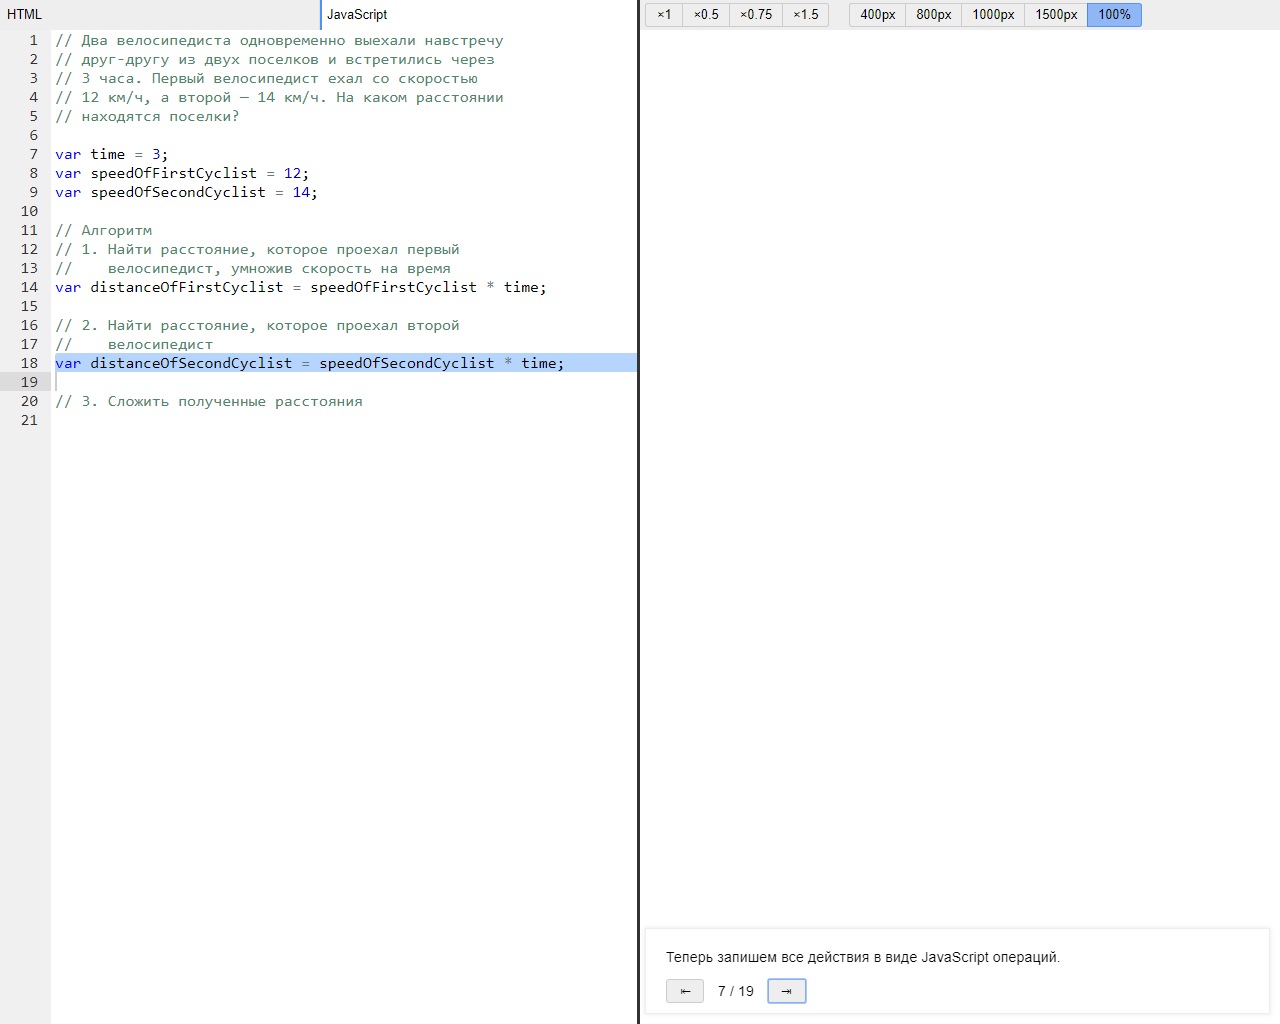 HTML
JavaScript
×1 ×0.5 ×0.75 ×1.5 400px 800px 1000px 1500px 100%
1 // Два велосипедиста одновременно выехали навстречу
2 // друг-другу из двух поселков и встретились через
3 // 3 часа. Первый велосипедист ехал со скоростью
4 // 12 км/ч, а второй — 14 км/ч. На каком расстоянии
5 // находятся поселки?
6
7 var time = 3;
8 var speedOfFirstCyclist = 12;
9 var speedOfSecondCyclist = 14;
10
11 // Алгоритм
12 // 1. Найти расстояние, которое проехал первый
13 //    велосипедист, умножив скорость на время
14 var distanceOfFirstCyclist = speedOfFirstCyclist * time;
15
16 // 2. Найти расстояние, которое проехал второй
17 //    велосипедист
18 var distanceOfSecondCyclist = speedOfSecondCyclist * time;
19
20 // 3. Сложить полученные расстояния
21
Теперь запишем все действия в виде JavaScript операций.
⇤ 7 / 19 ⇥